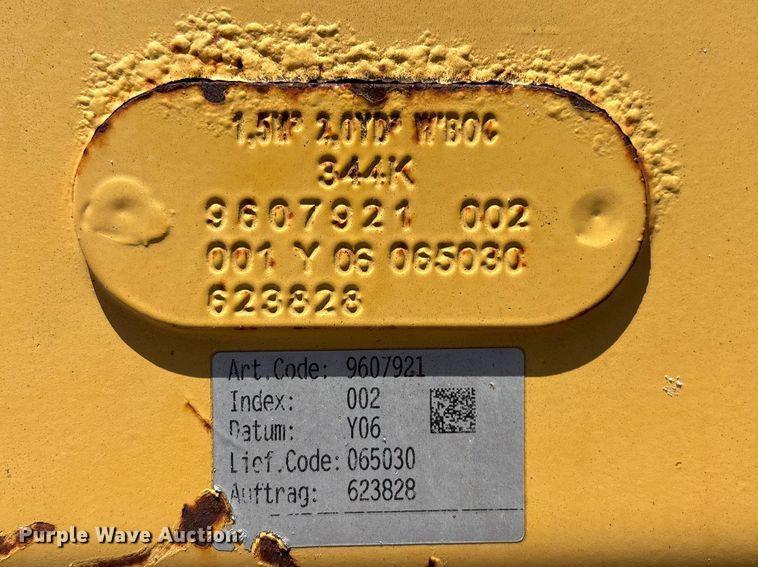 1,5M³ 2,0YD³ W'BOC
344K
9607921 002
001 Y 06 065030
623828
Art.Code: 9607921
Index: 002
Datum: Y06
Lief.Code: 065030
Auftrag: 623828
Purple Wave Auction